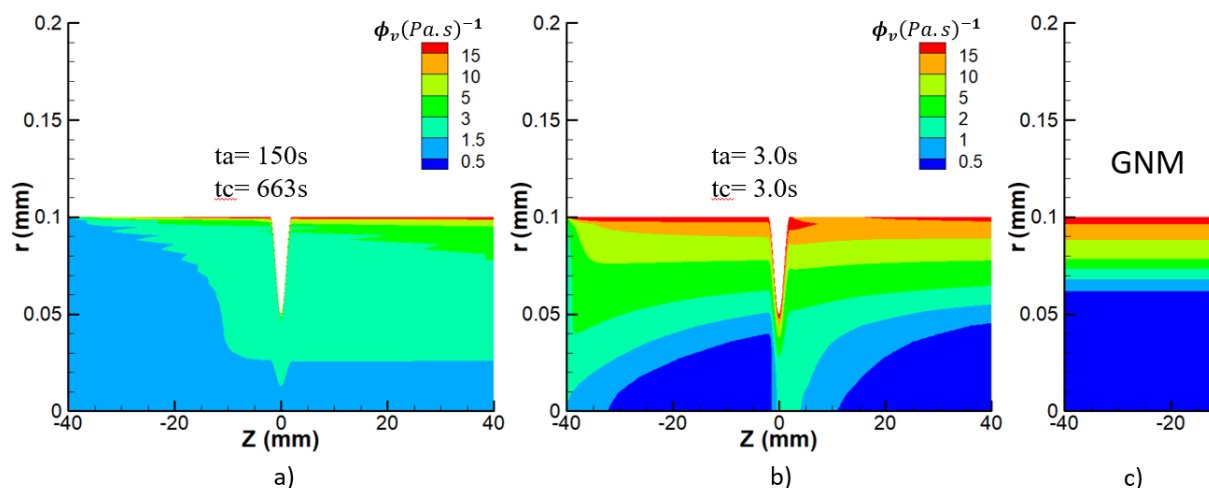 ϕᵥ(Pa.s)⁻¹
15
10
5
3
1.5
0.5
ta= 150s
tc= 663s
0.2
0.15
0.1
0.05
0
r (mm)
-40 -20 0 20 40
Z (mm)
a)
ϕᵥ(Pa.s)⁻¹
15
10
5
2
1
0.5
ta= 3.0s
tc= 3.0s
0.2
0.15
0.1
0.05
0
r (mm)
-40 -20 0 20 40
Z (mm)
b)
GNM
0.2
0.15
0.1
0.05
0
r (mm)
-40 -20
Z (mm)
c)